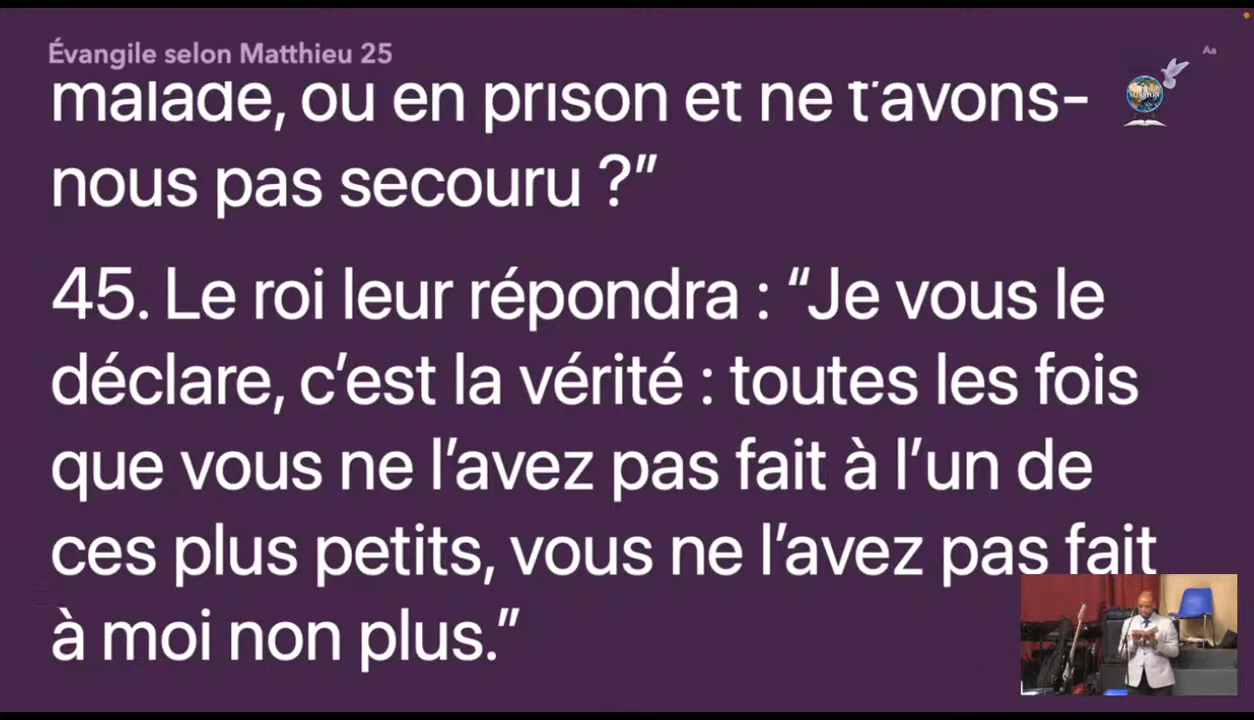 Évangile selon Matthieu 25
Aa
malade, ou en prison et ne t'avons-
nous pas secouru ?”
45. Le roi leur répondra : “Je vous le
déclare, c’est la vérité : toutes les fois
que vous ne l’avez pas fait à l’un de
ces plus petits, vous ne l’avez pas fait
à moi non plus.”